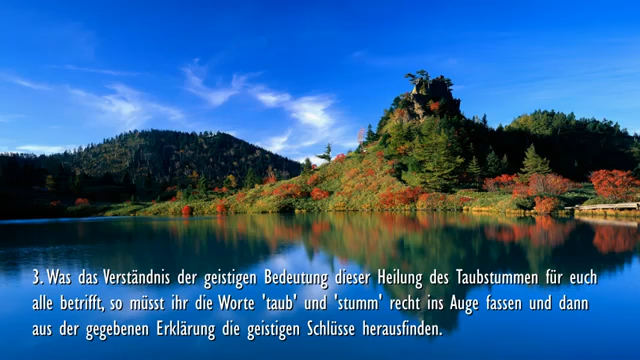 3. Was das Verständnis der geistigen Bedeutung dieser Heilung des Taubstummen für euch
alle betrifft, so müsst ihr die Worte 'taub' und 'stumm' recht ins Auge fassen und dann
aus der gegebenen Erklärung die geistigen Schlüsse herausfinden.